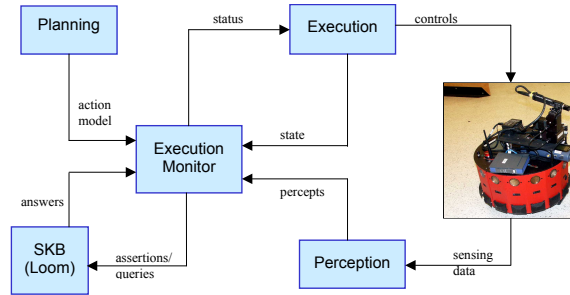 Planning
status
Execution
controls
action
model
Execution
Monitor
state
answers
percepts
SKB
(Loom)
assertions/
queries
Perception
sensing
data